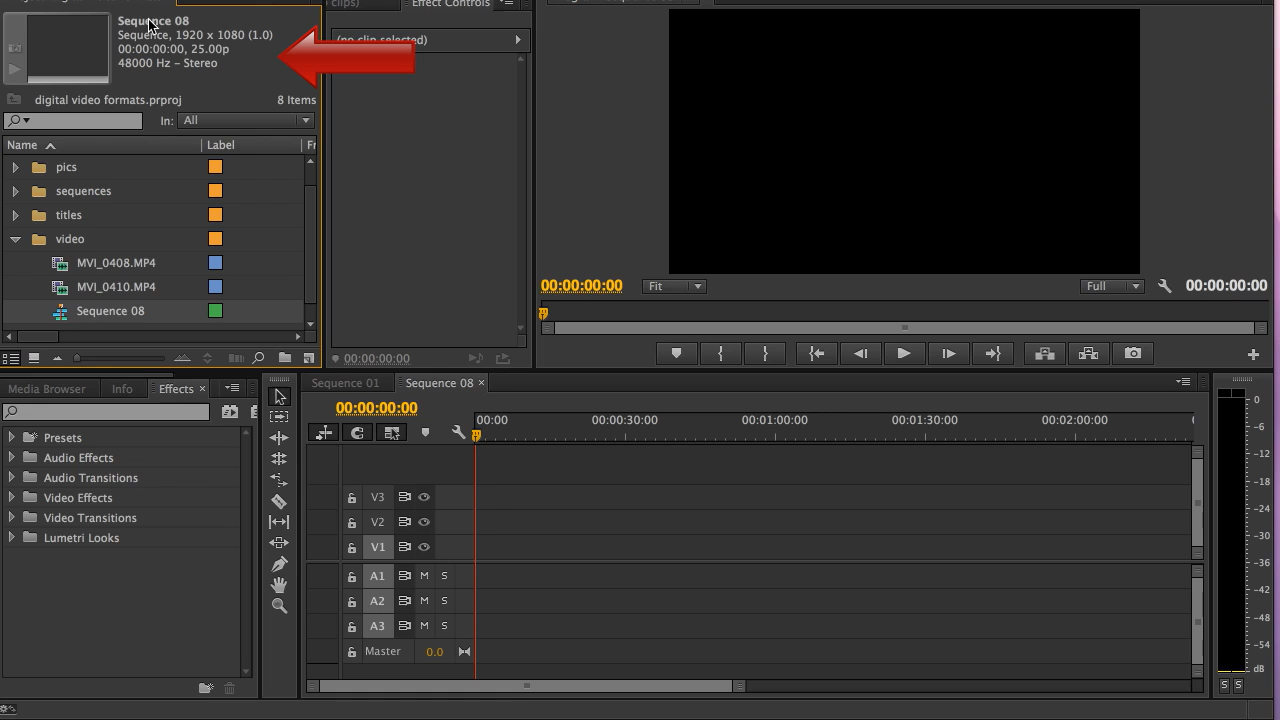 Sequence 08
Sequence, 1920 x 1080 (1.0)
00:00:00:00, 25.00p
48000 Hz – Stereo
digital video formats.prproj 8 Items
In: All
Name Label Fr
pics
sequences
titles
video
MVI_0408.MP4
MVI_0410.MP4
Sequence 08
clips) Effect Controls
(no clip selected)
00:00:00:00
00:00:00:00 Fit Full 00:00:00:00
Media Browser Info Effects ×
Presets
Audio Effects
Audio Transitions
Video Effects
Video Transitions
Lumetri Looks
Sequence 01 Sequence 08 ×
00:00:00:00
00:00 00:00:30:00 00:01:00:00 00:01:30:00 00:02:00:00
V3
V2
V1
A1 M S
A2 M S
A3 M S
Master 0.0
0
-6
-12
-18
-24
-30
-36
-42
-48
-54
dB
S S